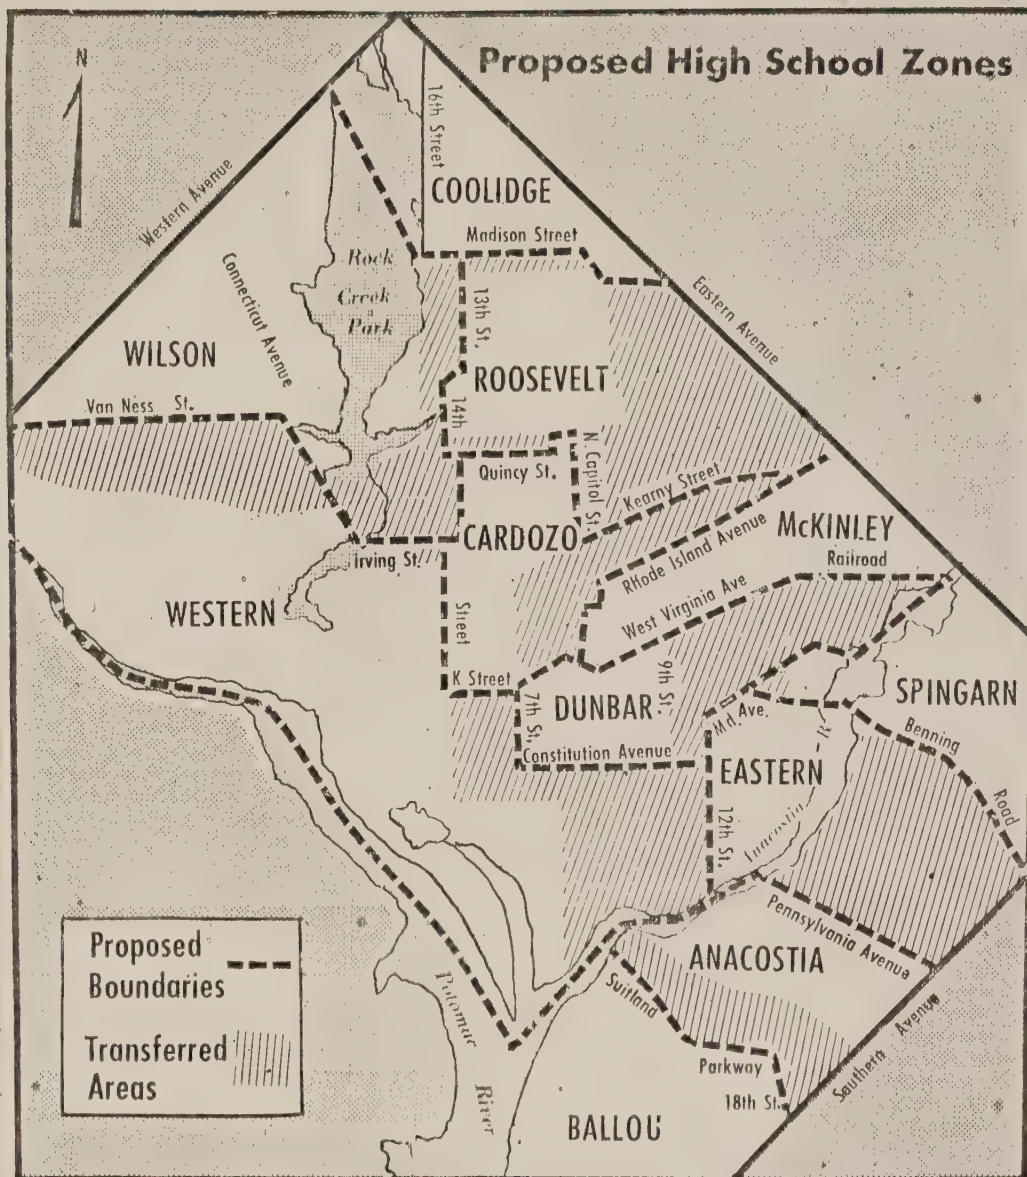 Proposed High School Zones
N
16th Street
COOLIDGE
Western Avenue
Madison Street
Rock
Creek
Park
Connecticut Avenue
13th St.
Eastern Avenue
WILSON
ROOSEVELT
Van Ness St.
14th
Quincy St.
N. Capitol St.
Kearny Street
CARDOZO
McKINLEY
Irving St.
Rhode Island Avenue
Railroad
WESTERN
Street
West Virginia Ave
K Street
9th St.
SPINGARN
DUNBAR
7th St.
Md. Ave.
Benning
Road
Constitution Avenue
EASTERN
12th St.
Anacostia R.
Pennsylvania Avenue
ANACOSTIA
Suitland
Parkway
Southern Avenue
18th St.
Potomac
River
BALLOU
Proposed
Boundaries
Transferred
Areas